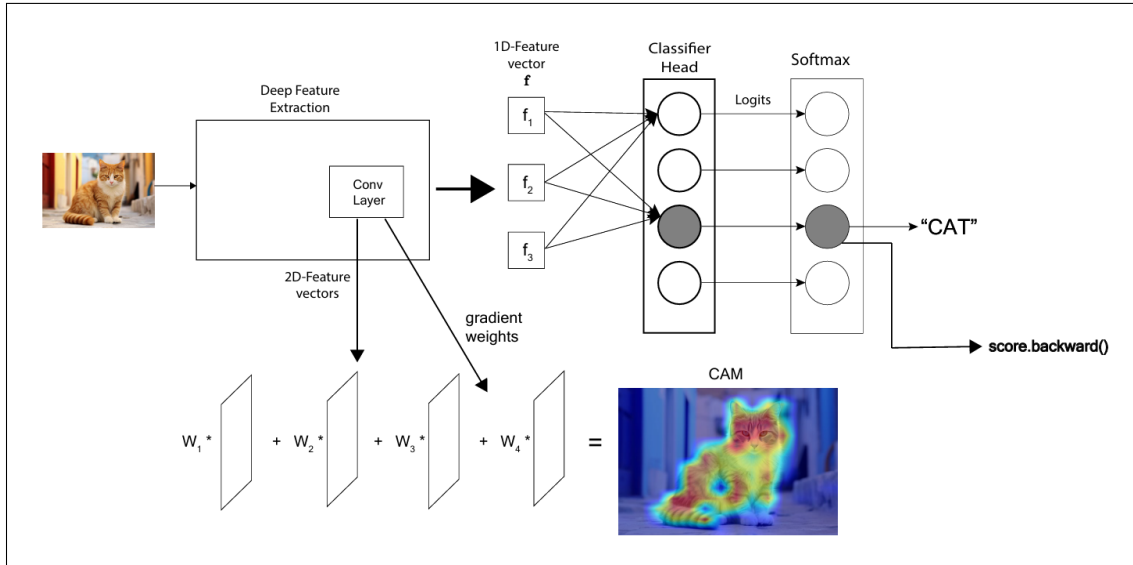 1D-Feature
vector
f
Classifier
Head
Softmax
Deep Feature
Extraction
Logits
f1
Conv
Layer
f2
"CAT"
f3
2D-Feature
vectors
gradient
weights
score.backward()
CAM
W1 * + W2 * + W3 * + W4 * =